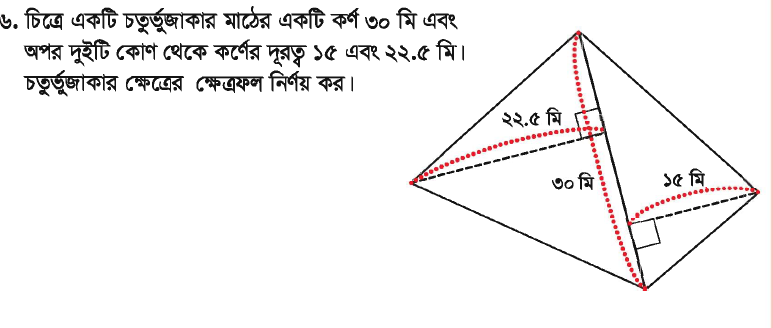 ৬. চিত্রে একটি চতুর্ভুজাকার মাঠের একটি কর্ণ ৩০ মি এবং
অপর দুইটি কোণ থেকে কর্ণের দূরত্ব ১৫ এবং ২২.৫ মি।
চতুর্ভুজাকার ক্ষেত্রের ক্ষেত্রফল নির্ণয় কর।
২২.৫ মি
৩০ মি
১৫ মি